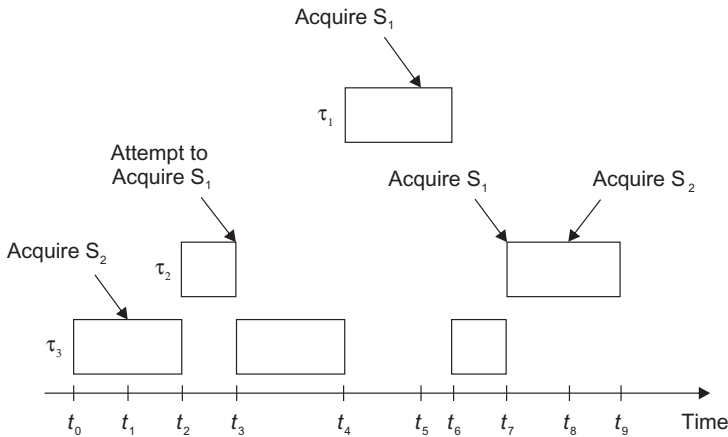 Acquire S1
τ1
Attempt to
Acquire S1
Acquire S1
Acquire S2
Acquire S2
τ2
τ3
t0 t1 t2 t3 t4 t5 t6 t7 t8 t9 Time